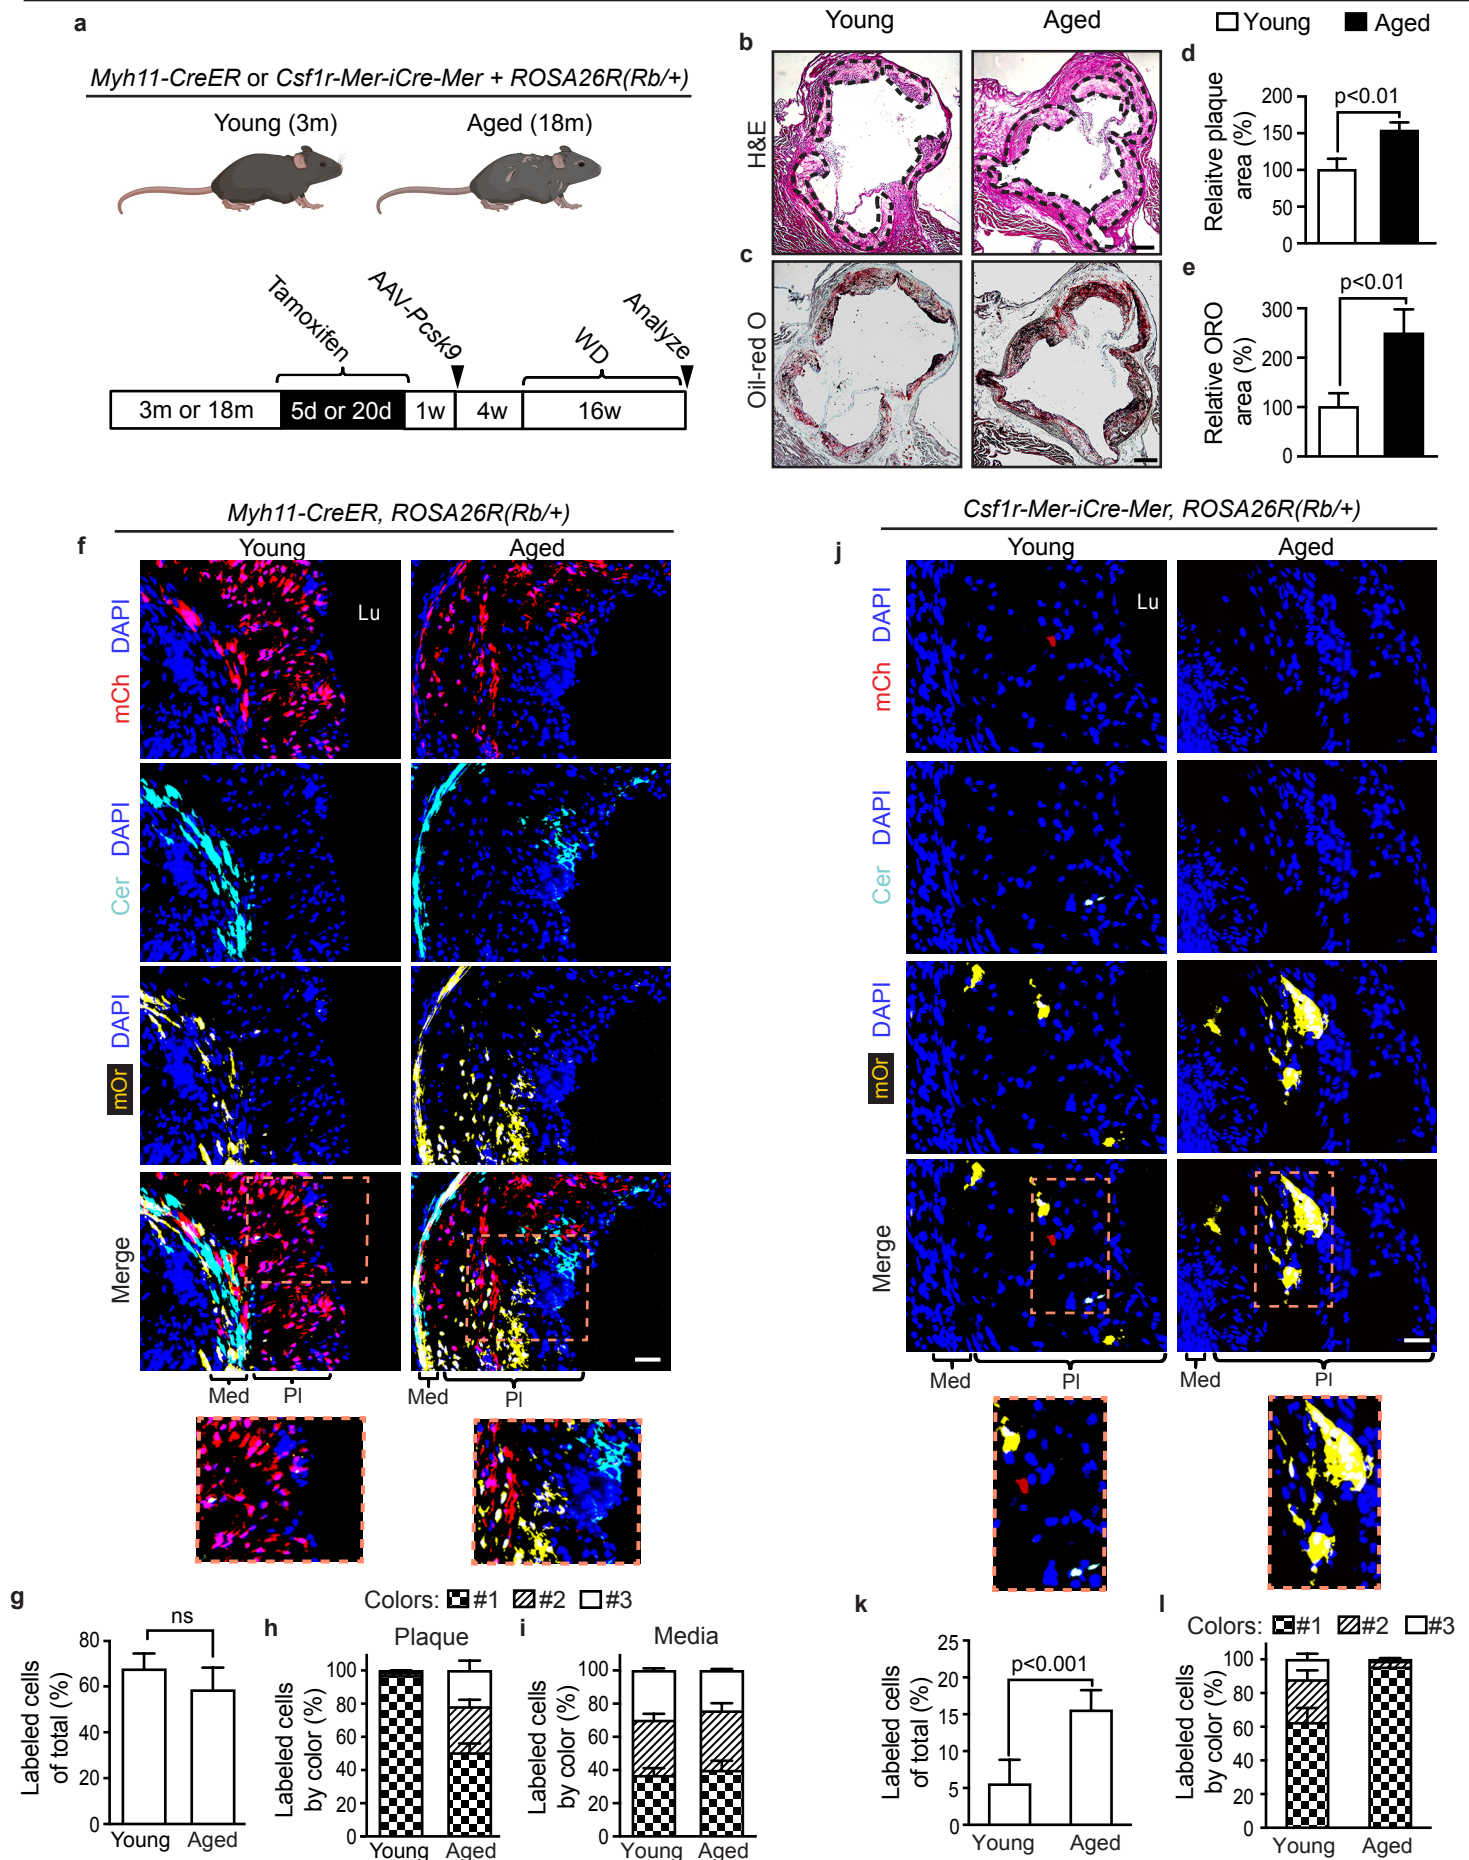 a
Myh11-CreER or Csf1r-Mer-iCre-Mer + ROSA26R(Rb/+)
Young (3m)
Aged (18m)
Tamoxifen
AAV-Pcsk9
WD
Analyze
3m or 18m
5d or 20d
1w
4w
16w
Young
Aged
b
H&E
c
Oil-red O
Young
Aged
d
Relaitve plaque
area (%)
200
150
100
50
0
p<0.01
e
Relative ORO
area (%)
300
200
100
0
p<0.01
Myh11-CreER, ROSA26R(Rb/+)
f
Young
Aged
Lu
mCh DAPI
Cer DAPI
mOr DAPI
Merge
Med
Pl
Med
Pl
Csf1r-Mer-iCre-Mer, ROSA26R(Rb/+)
j
Young
Aged
Lu
mCh DAPI
Cer DAPI
mOr DAPI
Merge
Med
Pl
Med
Pl
g
Labeled cells
of total (%)
80
60
40
20
0
ns
Young
Aged
Colors: #1 #2 #3
h
Plaque
Labeled cells
by color (%)
100
80
60
40
20
0
Young
Aged
i
Media
Labeled cells
by color (%)
100
80
60
40
20
0
Young
Aged
k
Labeled cells
of total (%)
25
20
15
10
5
0
p<0.001
Young
Aged
l
Colors: #1 #2 #3
Labeled cells
by color (%)
100
80
60
40
20
0
Young
Aged